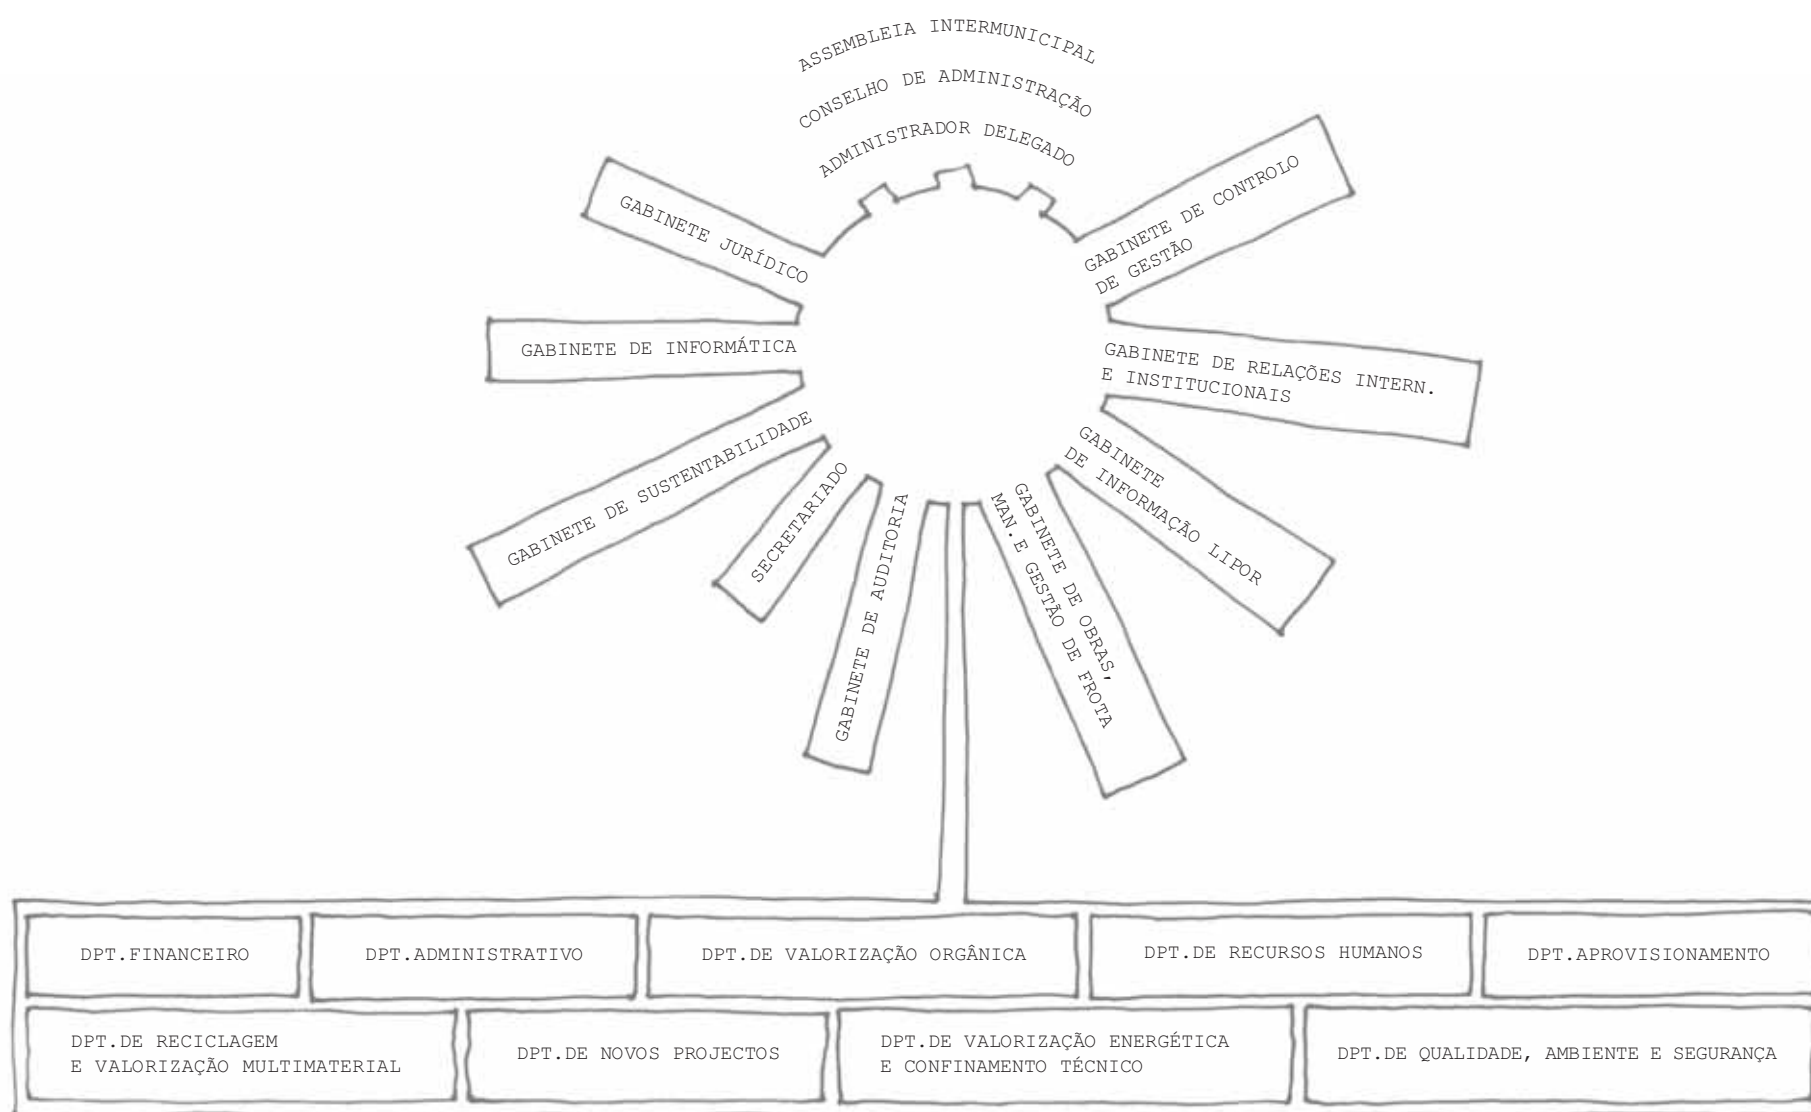 ASSEMBLEIA INTERMUNICIPAL
CONSELHO DE ADMINISTRAÇÃO
ADMINISTRADOR DELEGADO
GABINETE JURÍDICO
GABINETE DE INFORMÁTICA
GABINETE DE SUSTENTABILIDADE
SECRETARIADO
GABINETE DE AUDITORIA
GABINETE DE OBRAS,
MAN.E GESTÃO DE FROTA
GABINETE
DE INFORMAÇÃO LIPOR
GABINETE DE RELAÇÕES INTERN.
E INSTITUCIONAIS
GABINETE DE CONTROLO
DE GESTÃO
DPT.FINANCEIRO
DPT.ADMINISTRATIVO
DPT.DE VALORIZAÇÃO ORGÂNICA
DPT.DE RECURSOS HUMANOS
DPT.APROVISIONAMENTO
DPT.DE RECICLAGEM
E VALORIZAÇÃO MULTIMATERIAL
DPT.DE NOVOS PROJECTOS
DPT.DE VALORIZAÇÃO ENERGÉTICA
E CONFINAMENTO TÉCNICO
DPT.DE QUALIDADE, AMBIENTE E SEGURANÇA